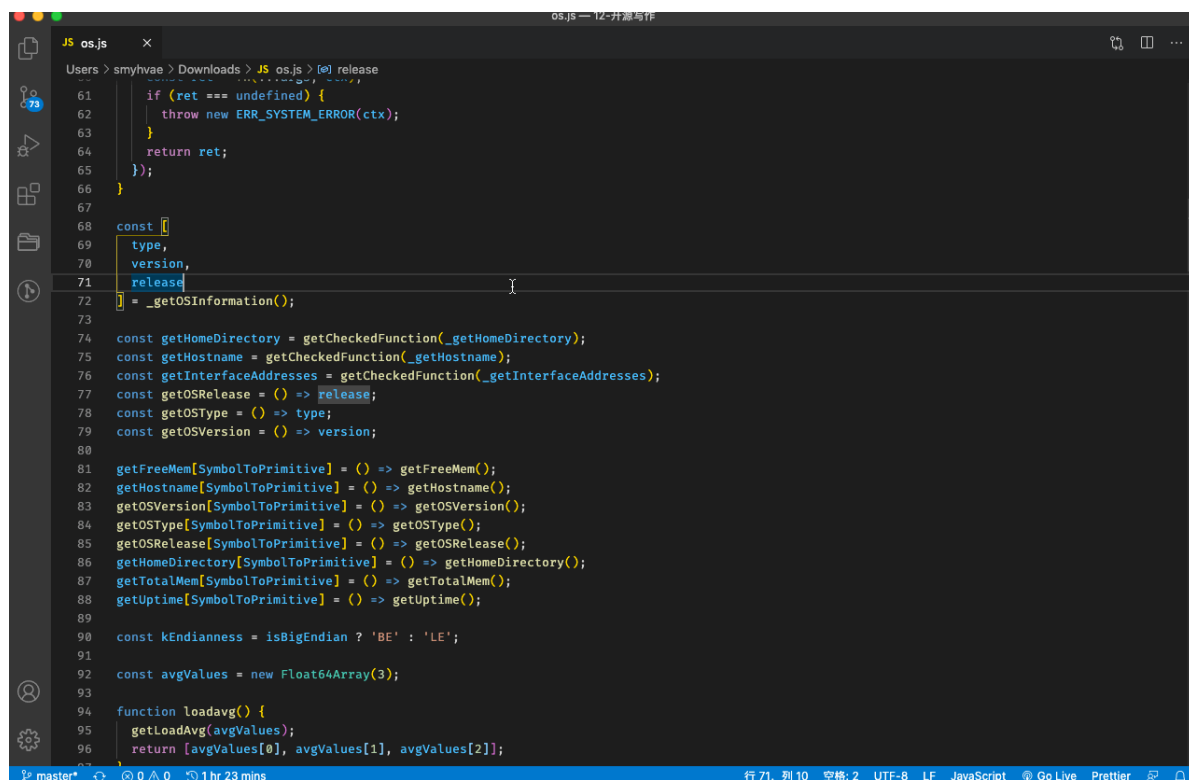 os.js — 12-开源写作
JS os.js ×
Users > smyhvae > Downloads > JS os.js > release
73
61 if (ret === undefined) {
62 throw new ERR_SYSTEM_ERROR(ctx);
63 }
64 return ret;
65 });
66 }
67
68 const [
69 type,
70 version,
71 release
72 ] = _getOSInformation();
73
74 const getHomeDirectory = getCheckedFunction(_getHomeDirectory);
75 const getHostname = getCheckedFunction(_getHostname);
76 const getInterfaceAddresses = getCheckedFunction(_getInterfaceAddresses);
77 const getOSRelease = () => release;
78 const getOSType = () => type;
79 const getOSVersion = () => version;
80
81 getFreeMem[SymbolToPrimitive] = () => getFreeMem();
82 getHostname[SymbolToPrimitive] = () => getHostname();
83 getOSVersion[SymbolToPrimitive] = () => getOSVersion();
84 getOSType[SymbolToPrimitive] = () => getOSType();
85 getOSRelease[SymbolToPrimitive] = () => getOSRelease();
86 getHomeDirectory[SymbolToPrimitive] = () => getHomeDirectory();
87 getTotalMem[SymbolToPrimitive] = () => getTotalMem();
88 getUptime[SymbolToPrimitive] = () => getUptime();
89
90 const kEndianness = isBigEndian ? 'BE' : 'LE';
91
92 const avgValues = new Float64Array(3);
93
94 function loadavg() {
95 getLoadAvg(avgValues);
96 return [avgValues[0], avgValues[1], avgValues[2]];
master* 0 0 1 hr 23 mins 行 71, 列 10 空格: 2 UTF-8 LF JavaScript Go Live Prettier